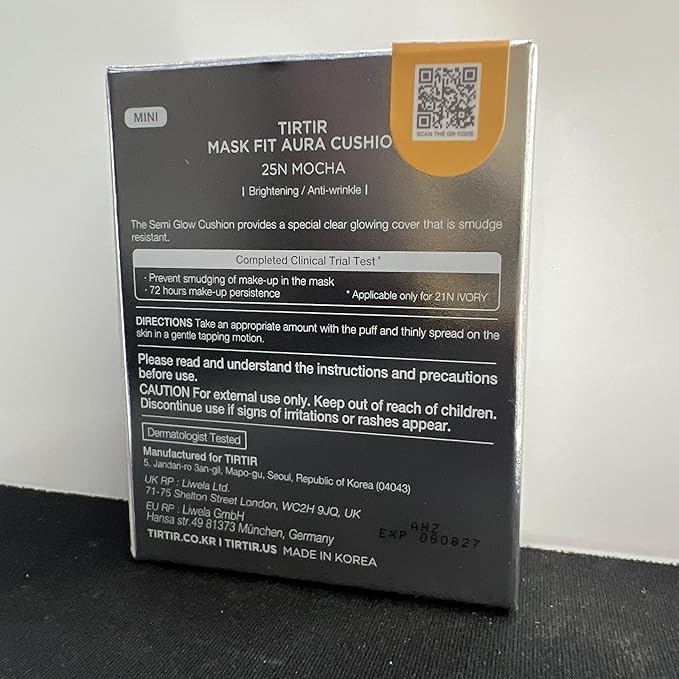 MINI
SCAN THE QR CODE
TIRTIR
MASK FIT AURA CUSHIO
25N MOCHA
| Brightening / Anti-wrinkle |
The Semi Glow Cushion provides a special clear glowing cover that is smudge
resistant.
Completed Clinical Trial Test*
· Prevent smudging of make-up in the mask
· 72 hours make-up persistence
* Applicable only for 21N IVORY
DIRECTIONS Take an appropriate amount with the puff and thinly spread on the
skin in a gentle tapping motion.
Please read and understand the instructions and precautions
before use.
CAUTION For external use only. Keep out of reach of children.
Discontinue use if signs of irritations or rashes appear.
Dermatologist Tested
Manufactured for TIRTIR
5, Jandari-ro 3an-gil, Mapo-gu, Seoul, Republic of Korea (04043)
UK RP : Liwela Ltd.
71-75 Shelton Street London, WC2H 9JQ, UK
EU RP : Liwela GmbH
Hansa str.49 81373 München, Germany
TIRTIR.CO.KR | TIRTIR.US MADE IN KOREA
EXP